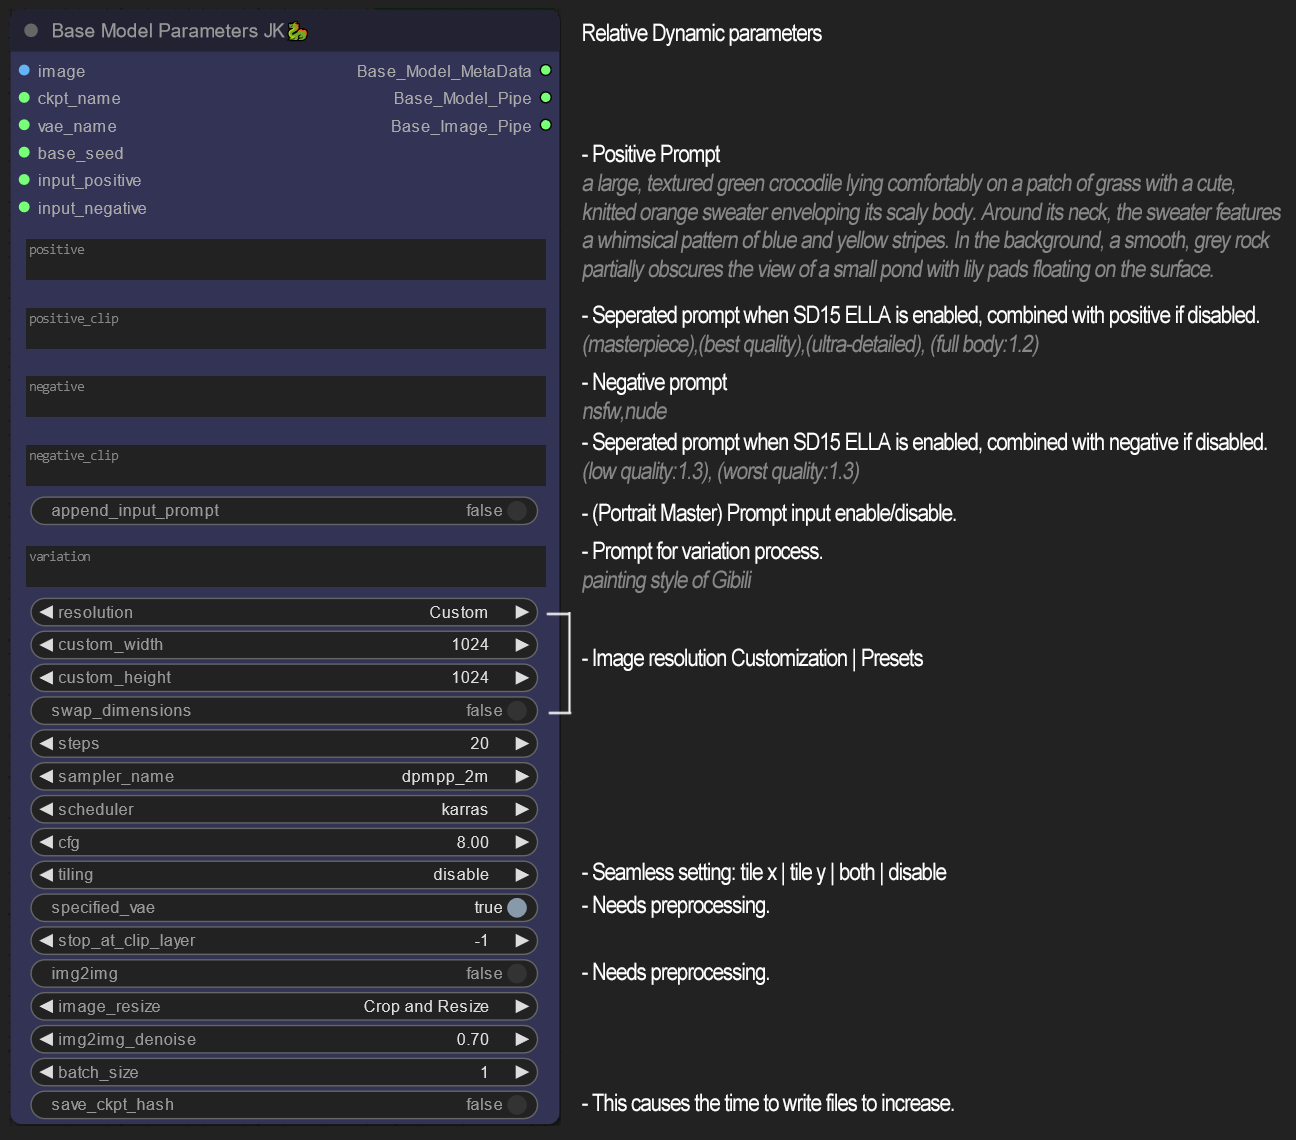 Base Model Parameters JK🐉
Relative Dynamic parameters
image
Base_Model_MetaData
ckpt_name
Base_Model_Pipe
vae_name
Base_Image_Pipe
base_seed
input_positive
input_negative
positive
- Positive Prompt
a large, textured green crocodile lying comfortably on a patch of grass with a cute,
knitted orange sweater enveloping its scaly body. Around its neck, the sweater features
a whimsical pattern of blue and yellow stripes. In the background, a smooth, grey rock
partially obscures the view of a small pond with lily pads floating on the surface.
positive_clip
- Seperated prompt when SD15 ELLA is enabled, combined with positive if disabled.
(masterpiece),(best quality),(ultra-detailed), (full body:1.2)
negative
- Negative prompt
nsfw,nude
negative_clip
- Seperated prompt when SD15 ELLA is enabled, combined with negative if disabled.
(low quality:1.3), (worst quality:1.3)
append_input_prompt false
- (Portrait Master) Prompt input enable/disable.
variation
- Prompt for variation process.
painting style of Gibili
resolution Custom
custom_width 1024
custom_height 1024
swap_dimensions false
- Image resolution Customization | Presets
steps 20
sampler_name dpmpp_2m
scheduler karras
cfg 8.00
tiling disable
- Seamless setting: tile x | tile y | both | disable
specified_vae true
- Needs preprocessing.
stop_at_clip_layer -1
img2img false
- Needs preprocessing.
image_resize Crop and Resize
img2img_denoise 0.70
batch_size 1
save_ckpt_hash false
- This causes the time to write files to increase.